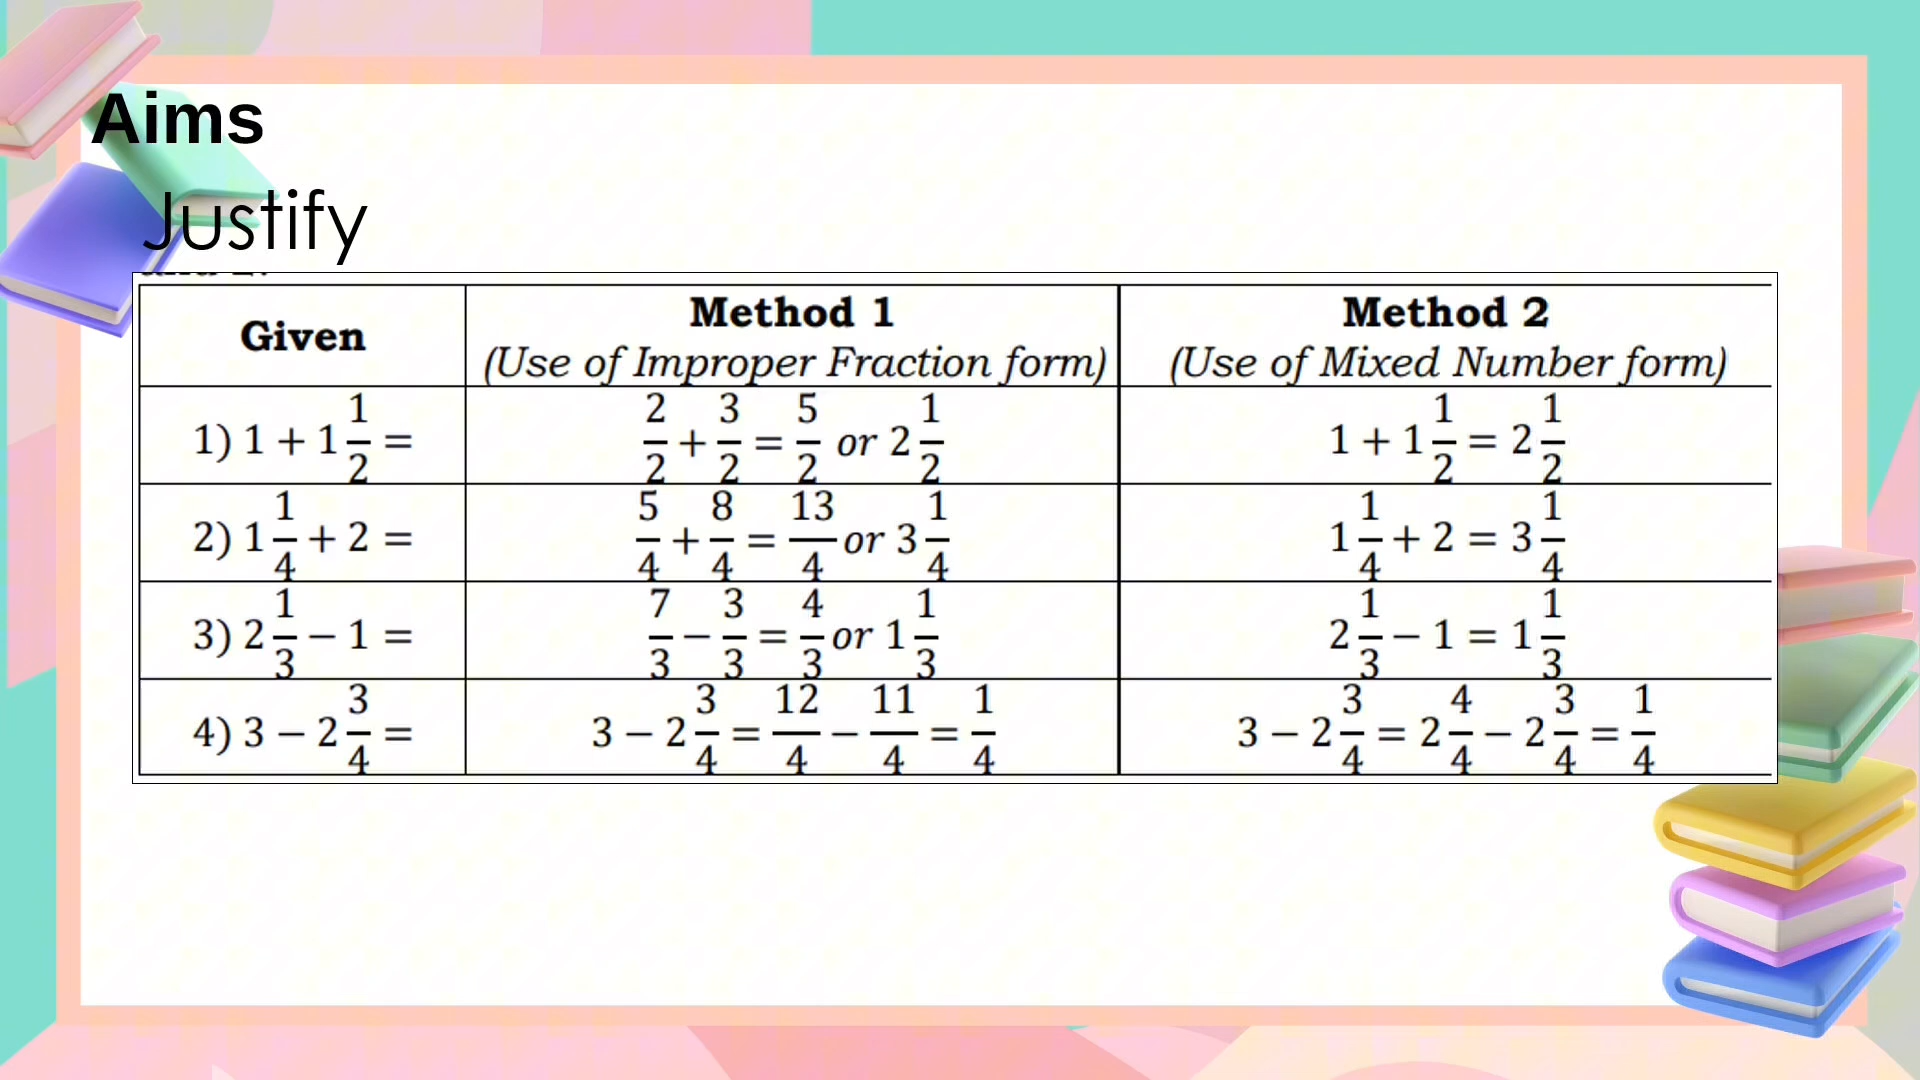 Aims
Justify
Given
Method 1
(Use of Improper Fraction form)
Method 2
(Use of Mixed Number form)
1) 1 + 1 1/2 =
2/2 + 3/2 = 5/2 or 2 1/2
1 + 1 1/2 = 2 1/2
2) 1 1/4 + 2 =
5/4 + 8/4 = 13/4 or 3 1/4
1 1/4 + 2 = 3 1/4
3) 2 1/3 − 1 =
7/3 − 3/3 = 4/3 or 1 1/3
2 1/3 − 1 = 1 1/3
4) 3 − 2 3/4 =
3 − 2 3/4 = 12/4 − 11/4 = 1/4
3 − 2 3/4 = 2 4/4 − 2 3/4 = 1/4